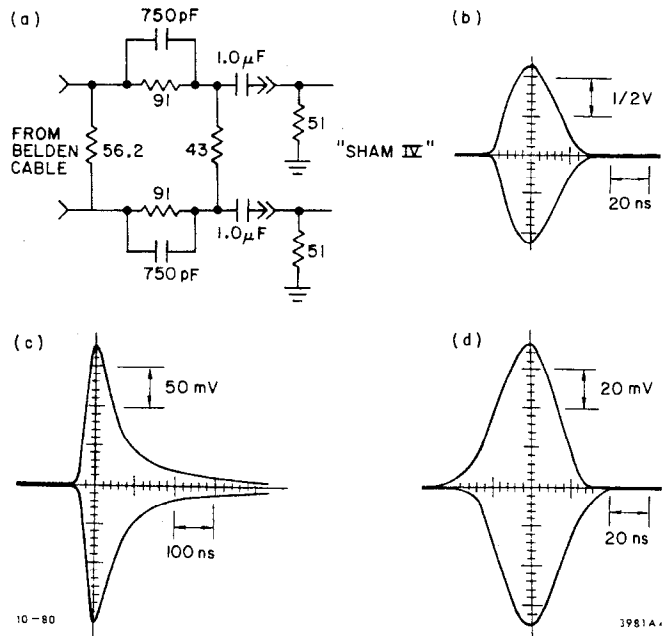 (a)
750pF
91
1.0μF
FROM
BELDEN
CABLE
56.2
43
51
"SHAM IV"
91
1.0μF
750pF
51
(b)
1/2V
20 ns
(c)
50 mV
100 ns
(d)
20 mV
20 ns
10-80